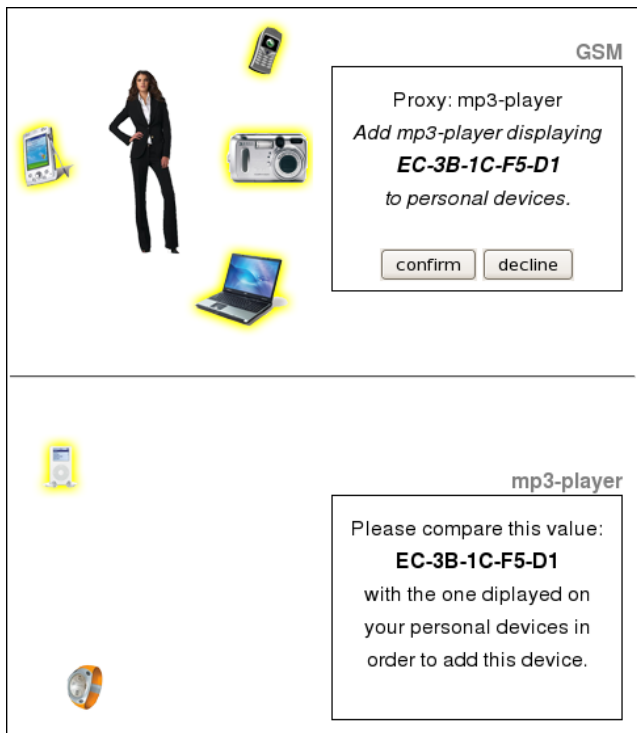 GSM
Proxy: mp3-player
Add mp3-player displaying
EC-3B-1C-F5-D1
to personal devices.
confirm decline
mp3-player
Please compare this value:
EC-3B-1C-F5-D1
with the one diplayed on
your personal devices in
order to add this device.